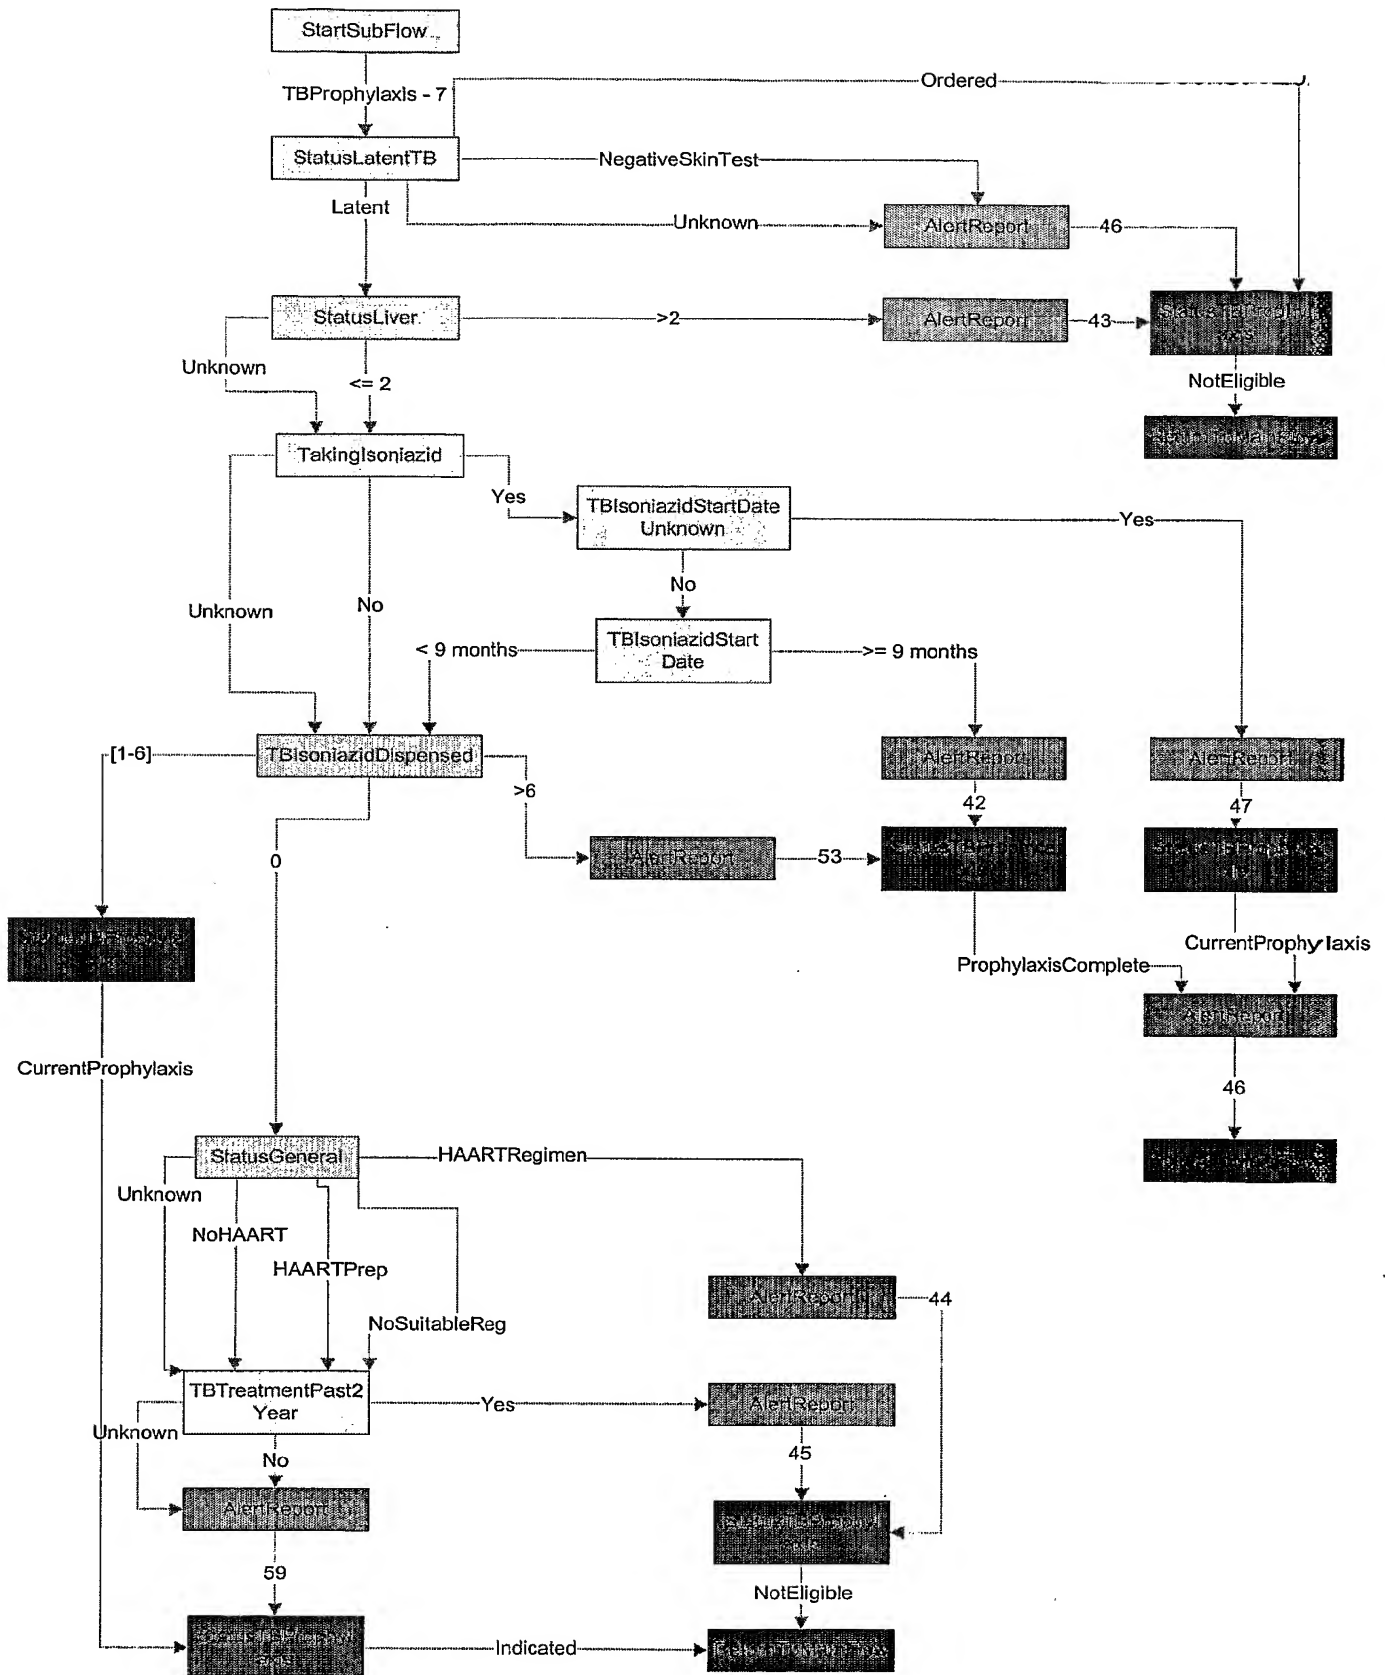 StartSubFlow
TBProphylaxis - 7
Ordered
StatusLatentTB
NegativeSkinTest
Latent
Unknown
AlertReport
46
StatusLiver
>2
AlertReport
43
Unknown
<= 2
NotEligible
TakingIsoniazid
Yes
TBIsoniazidStartDate
Unknown
Yes
No
Unknown
No
TBIsoniazidStart
Date
< 9 months
>= 9 months
[1-6]
TBIsoniazidDispensed
>6
AlertReport
AlertReport
42
47
0
AlertReport
53
CurrentProphylaxis
ProphylaxisComplete
AlertReport
CurrentProphylaxis
46
StatusGeneral
HAARTRegimen
Unknown
NoHAART
HAARTPrep
NoSuitableReg
AlertReport
44
TBTreatmentPast2
Year
Yes
AlertReport
Unknown
No
45
AlertReport
59
NotEligible
Indicated